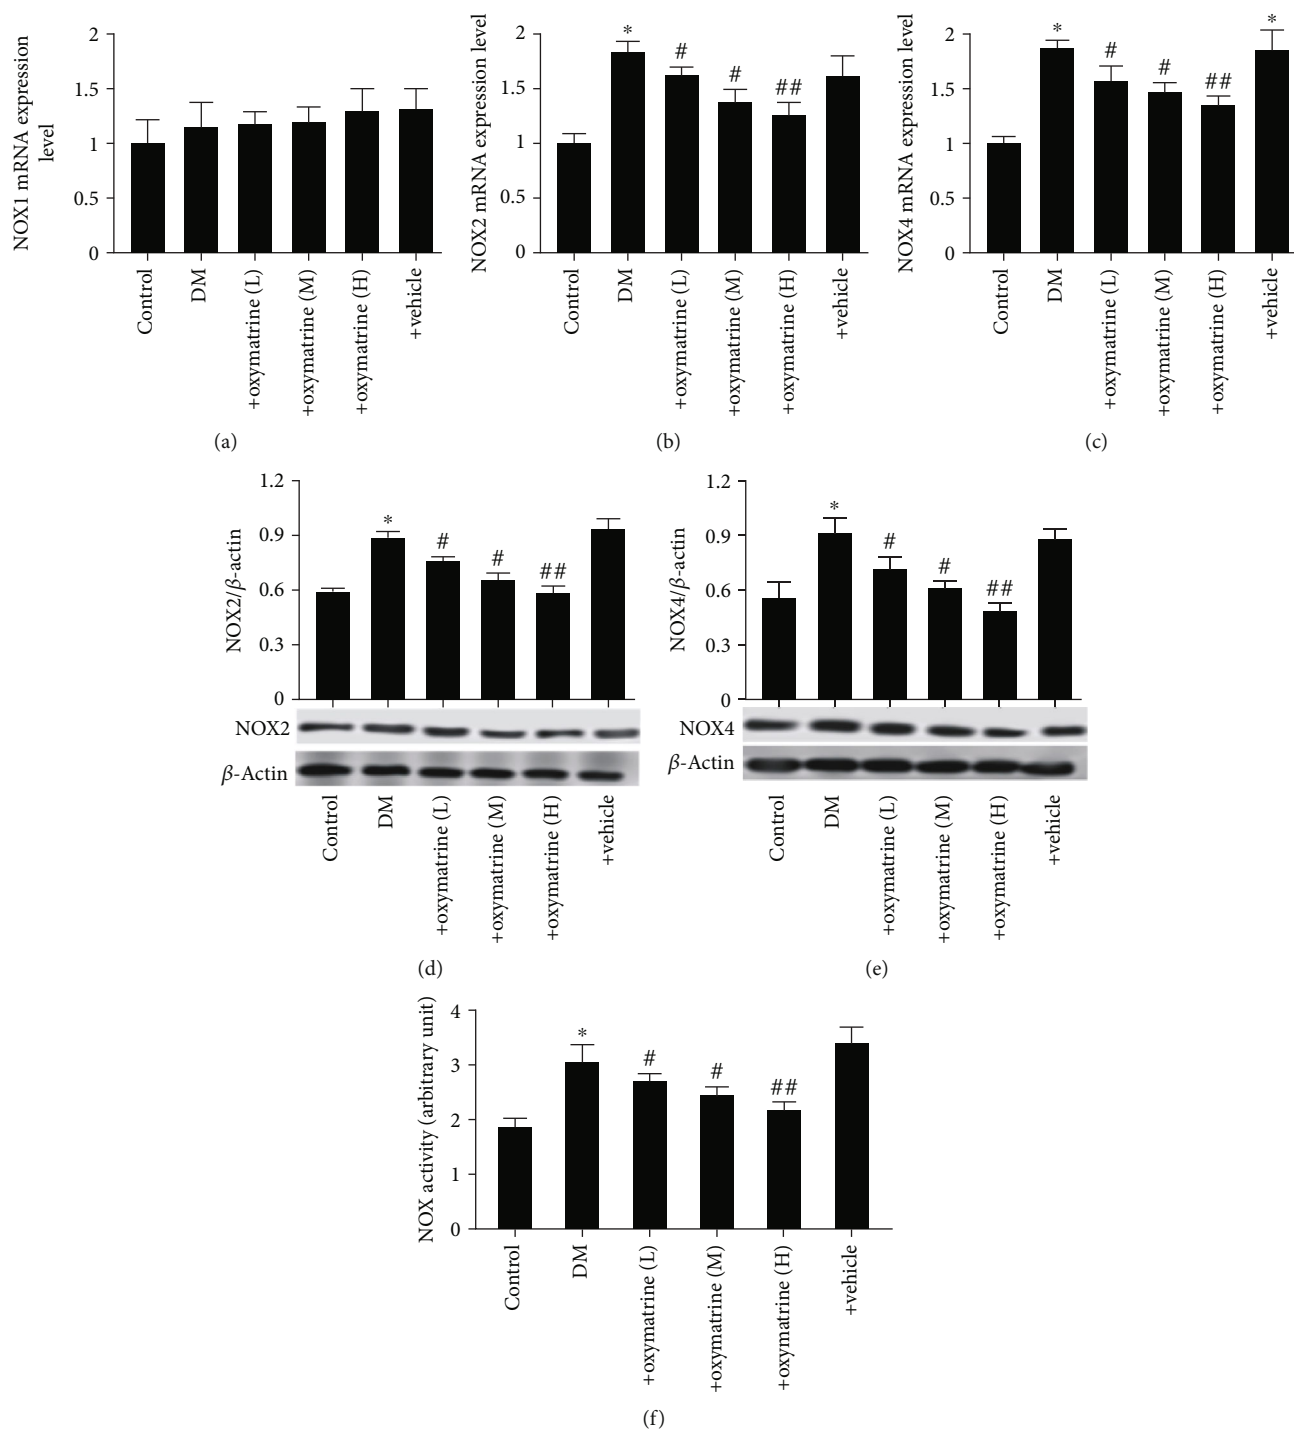 NOX1 mRNA expression
level
2
1.5
1
0.5
0
Control
DM
+oxymatrine (L)
+oxymatrine (M)
+oxymatrine (H)
+vehicle
(a)
NOX2 mRNA expression level
2
1.5
1
0.5
0
*
#
#
##
Control
DM
+oxymatrine (L)
+oxymatrine (M)
+oxymatrine (H)
+vehicle
(b)
NOX4 mRNA expression level
2
1.5
1
0.5
0
*
#
#
##
*
Control
DM
+oxymatrine (L)
+oxymatrine (M)
+oxymatrine (H)
+vehicle
(c)
NOX2/β-actin
1.2
0.9
0.6
0.3
0
*
#
#
##
NOX2
β-Actin
Control
DM
+oxymatrine (L)
+oxymatrine (M)
+oxymatrine (H)
+vehicle
(d)
NOX4/β-actin
1.2
0.9
0.6
0.3
0
*
#
#
##
NOX4
β-Actin
Control
DM
+oxymatrine (L)
+oxymatrine (M)
+oxymatrine (H)
+vehicle
(e)
NOX activity (arbitrary unit)
4
3
2
1
0
*
#
#
##
Control
DM
+oxymatrine (L)
+oxymatrine (M)
+oxymatrine (H)
+vehicle
(f)